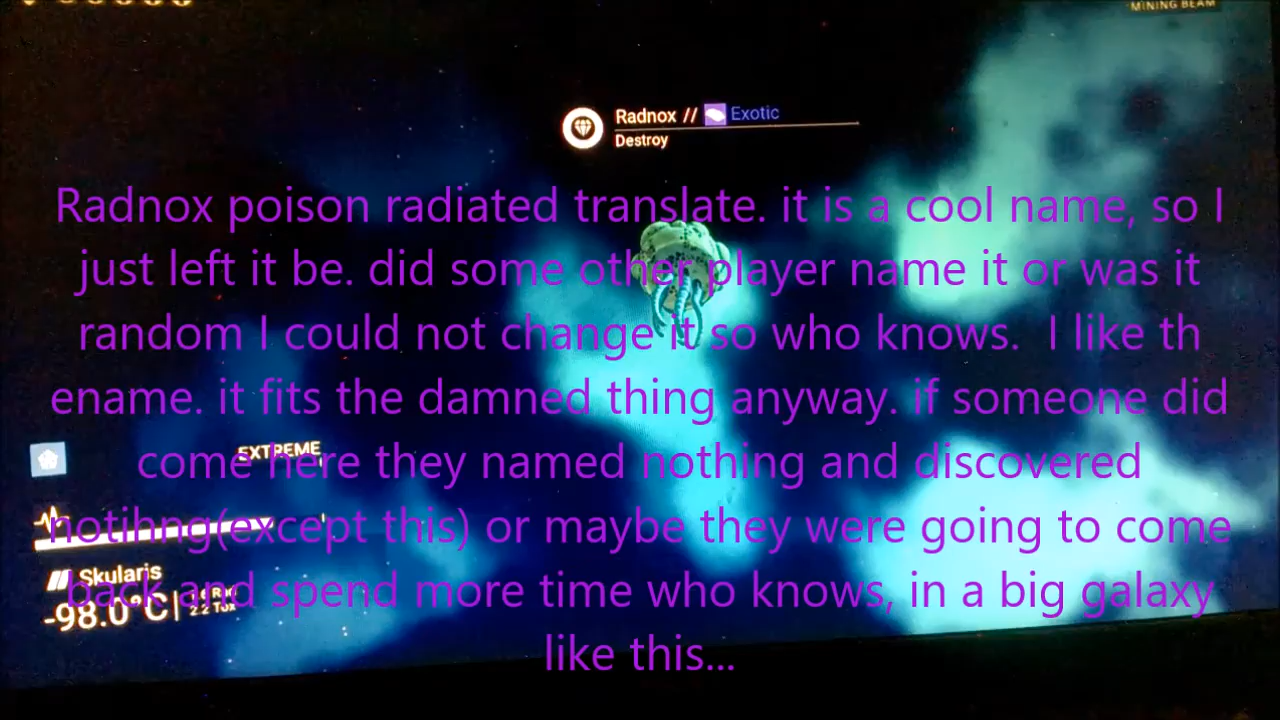 MINING BEAM
Radnox // Exotic
Destroy
Radnox poison radiated translate. it is a cool name, so I
just left it be. did some other player name it or was it
random I could not change it so who knows.  I like th
ename. it fits the damned thing anyway. if someone did
come here they named nothing and discovered
notihng(except this) or maybe they were going to come
back and spend more time who knows, in a big galaxy
like this...
EXTREME
Skularis
-98.0°C
2.2 Tox